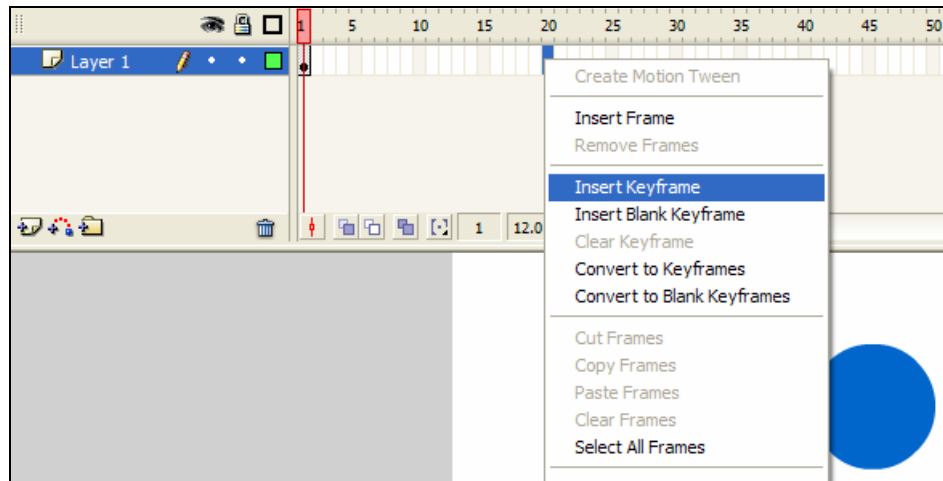 1 5 10 15 20 25 30 35 40 45 50
Layer 1
Create Motion Tween
Insert Frame
Remove Frames
Insert Keyframe
Insert Blank Keyframe
Clear Keyframe
Convert to Keyframes
Convert to Blank Keyframes
1 12.0
Cut Frames
Copy Frames
Paste Frames
Clear Frames
Select All Frames